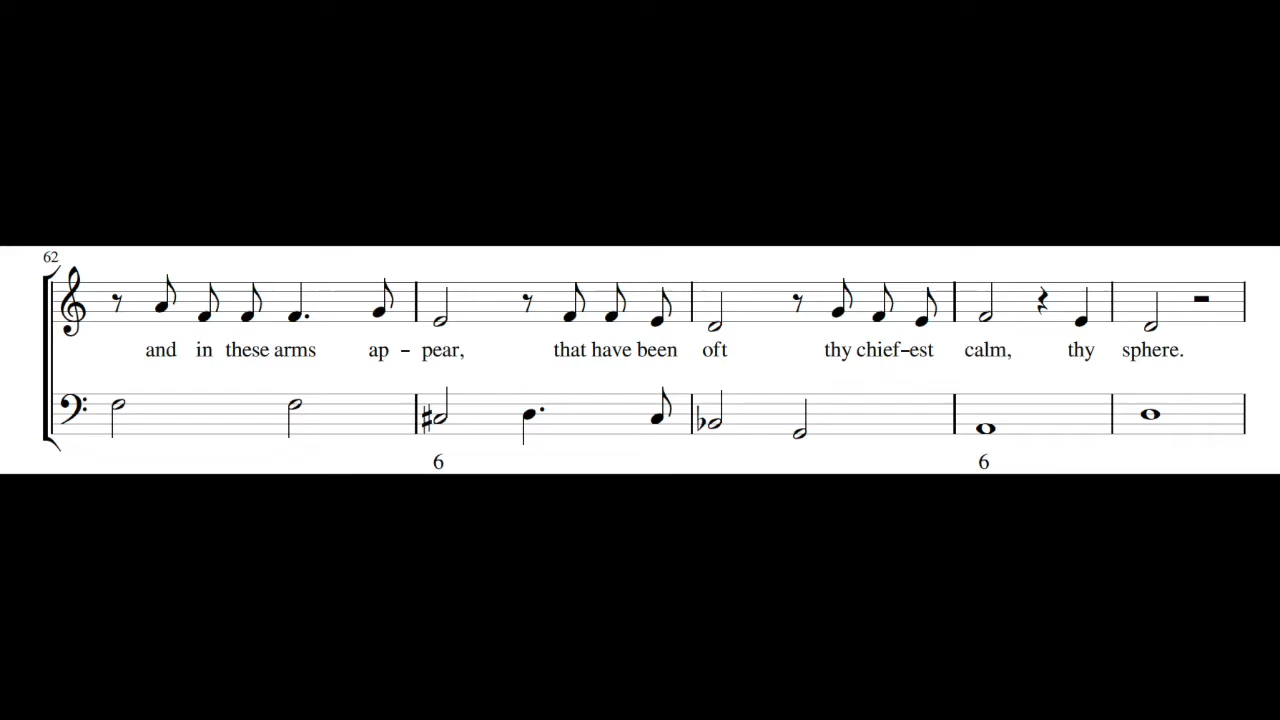 62
and in these arms ap-pear, that have been oft thy chief-est calm, thy sphere.
6 6